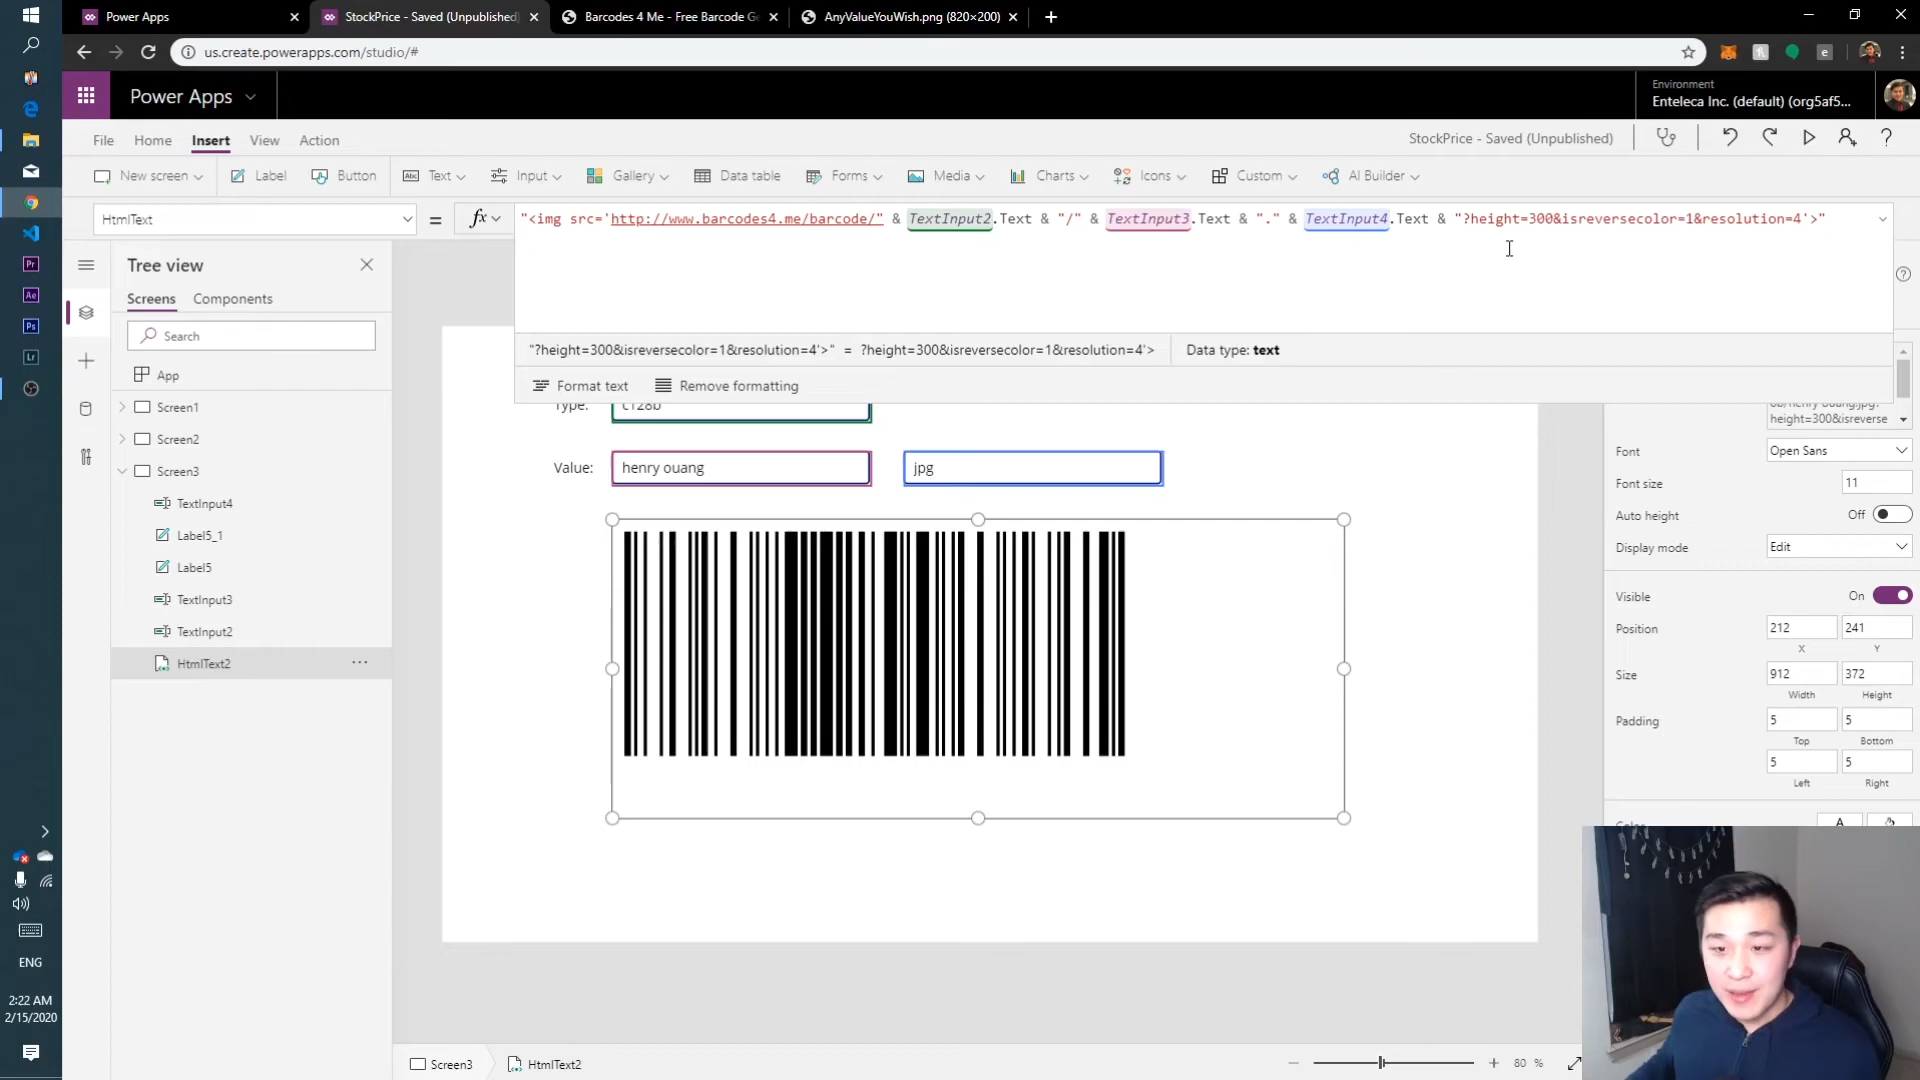 Power Apps
StockPrice - Saved (Unpublished)
Barcodes 4 Me - Free Barcode Ge
AnyValueYouWish.png (820×200)
us.create.powerapps.com/studio/#
Power Apps
Environment
Enteleca Inc. (default) (org5af5...
File Home Insert View Action
StockPrice - Saved (Unpublished)
New screen Label Button Text Input Gallery Data table Forms Media Charts Icons Custom AI Builder
HtmlText = fx "<img src='http://www.barcodes4.me/barcode/" & TextInput2.Text & "/" & TextInput3.Text & "." & TextInput4.Text & "?height=300&isreversecolor=1&resolution=4'>"
"?height=300&isreversecolor=1&resolution=4'>" = ?height=300&isreversecolor=1&resolution=4'> Data type: text
Format text Remove formatting
Tree view
Screens Components
Search
App
Screen1
Screen2
Screen3
TextInput4
Label5_1
Label5
TextInput3
TextInput2
HtmlText2 ...
Type: c128b
Value: henry ouang jpg
height=300&isreverse
Font Open Sans
Font size 11
Auto height Off
Display mode Edit
Visible On
Position 212 241
X Y
Size 912 372
Width Height
Padding 5 5
Top Bottom
5 5
Left Right
Color A
Screen3 HtmlText2
80 %
ENG
2:22 AM
2/15/2020